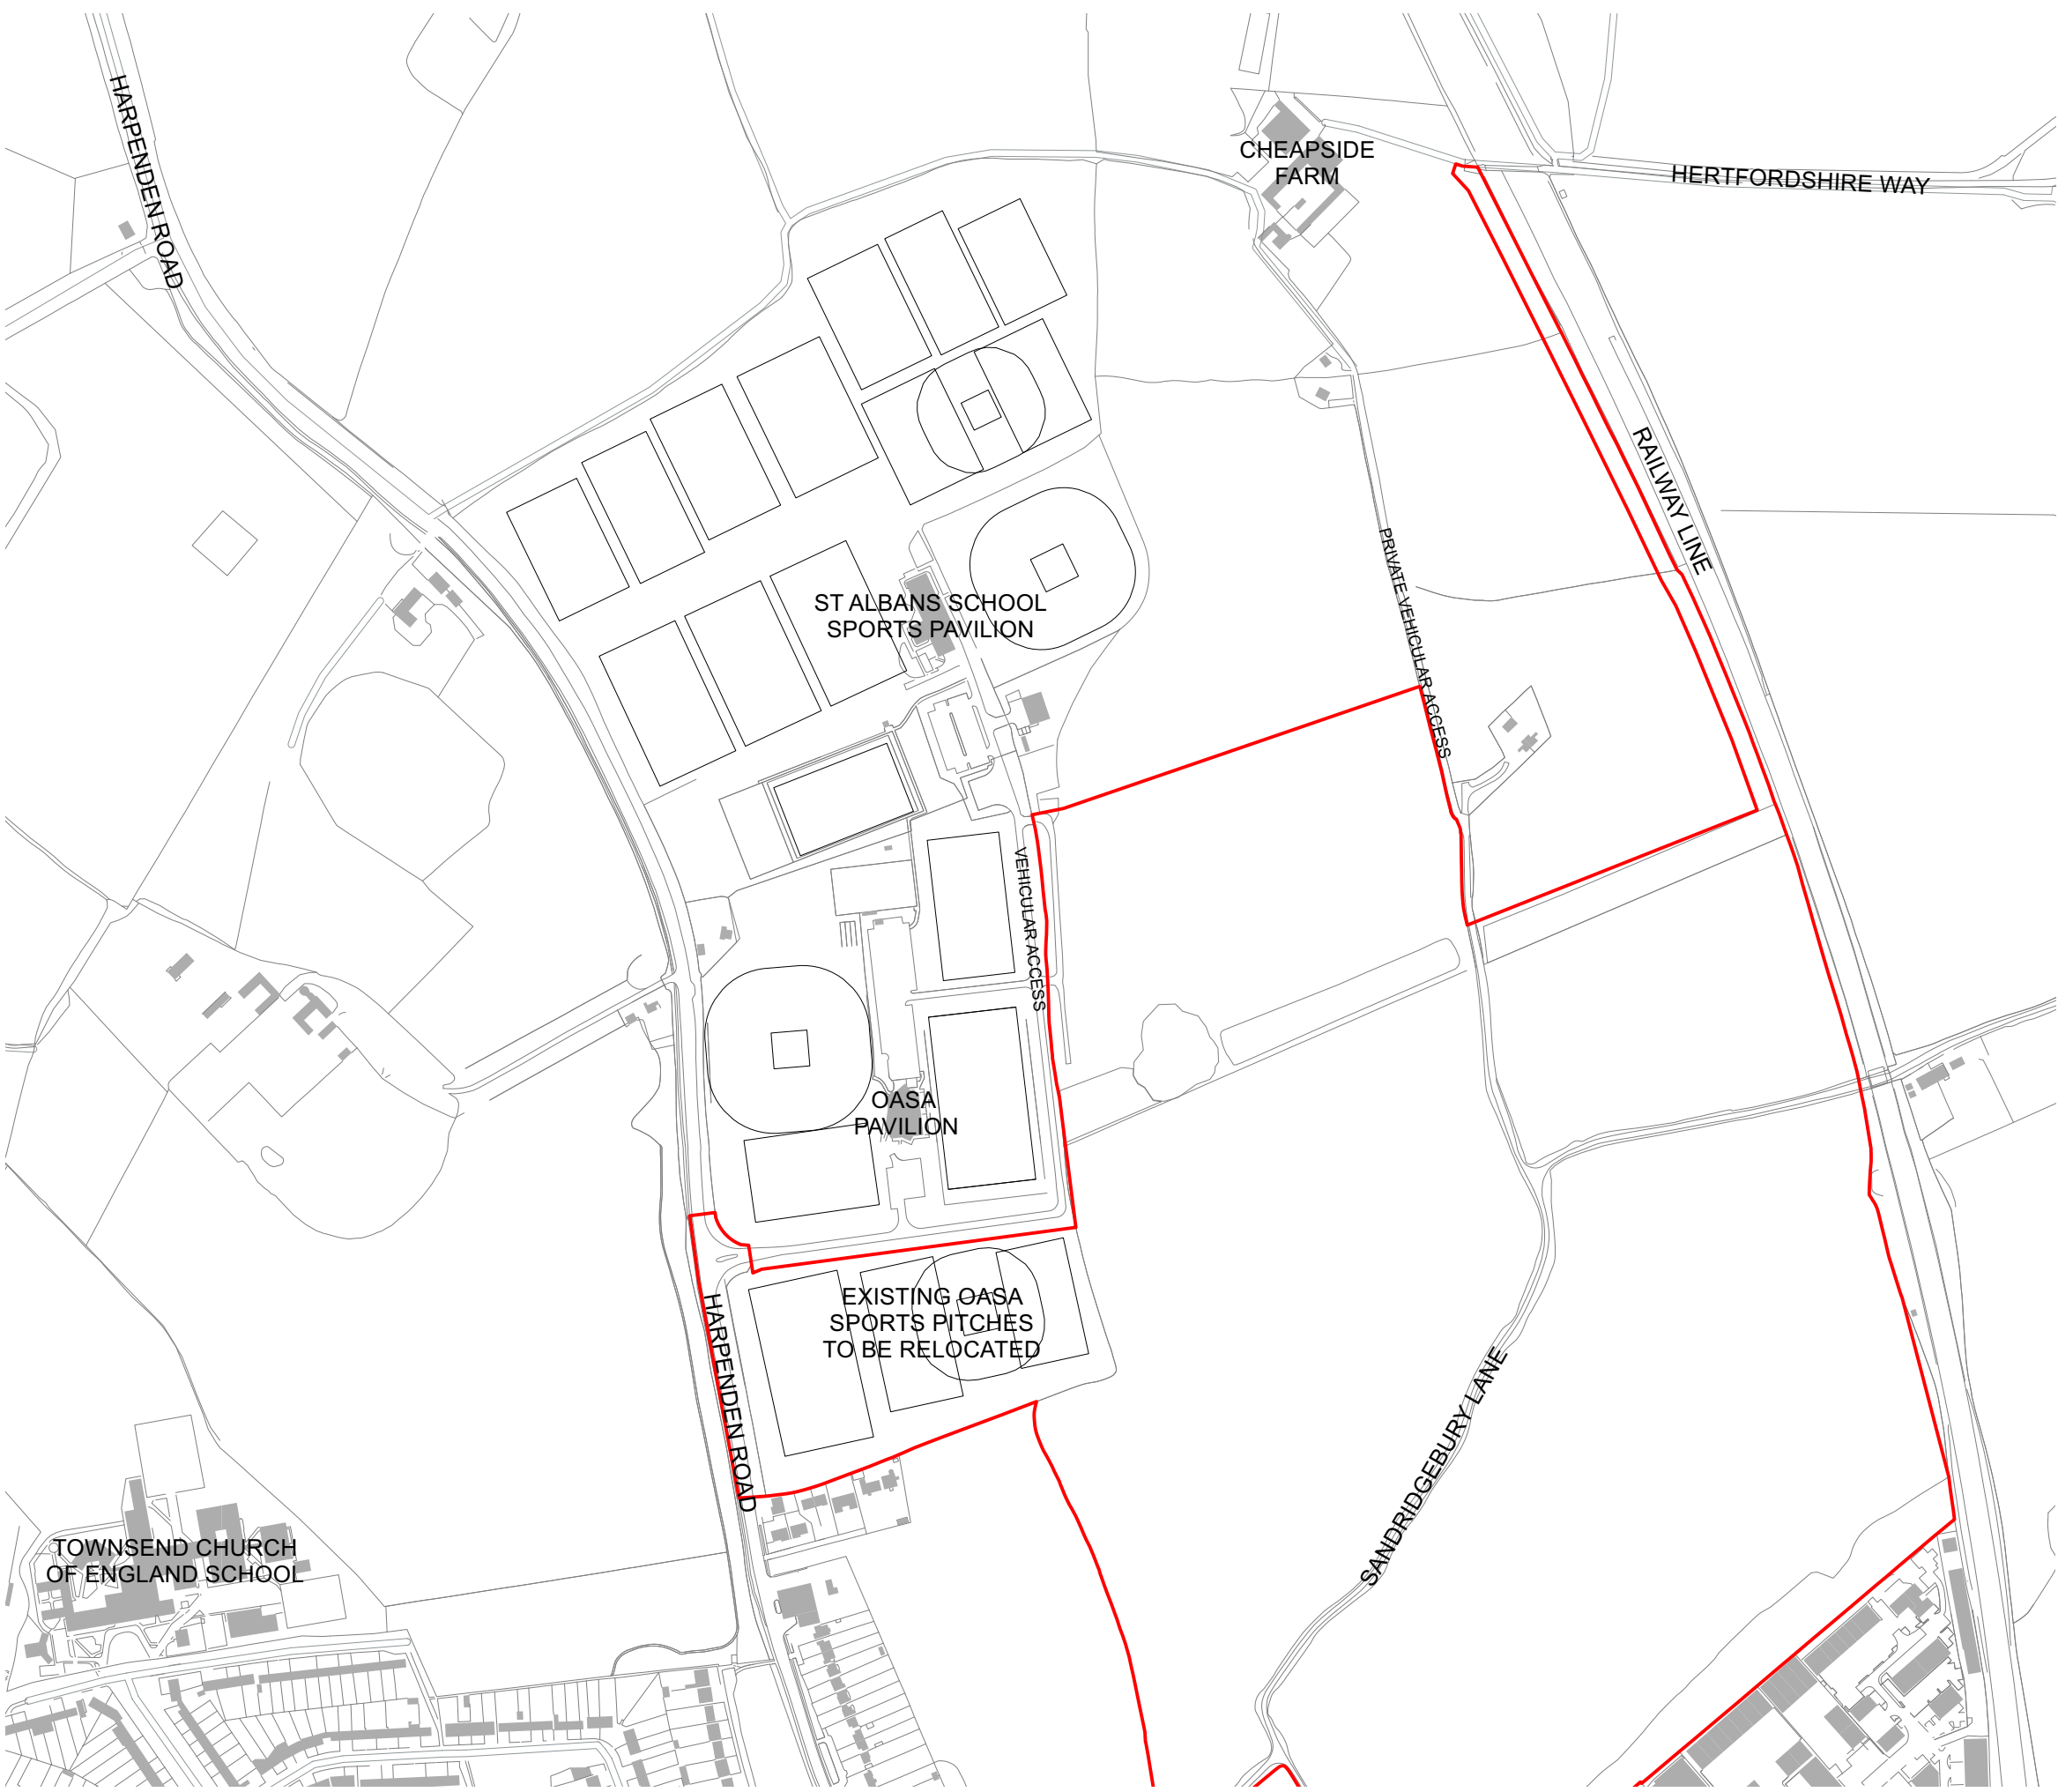 HARPENDEN ROAD
CHEAPSIDE
FARM
HERTFORDSHIRE WAY
RAILWAY LINE
PRIVATE VEHICULAR ACCESS
ST ALBANS SCHOOL
SPORTS PAVILION
VEHICULAR ACCESS
OASA
PAVILION
EXISTING OASA
SPORTS PITCHES
TO BE RELOCATED
HARPENDEN ROAD
SANDRIDGEBURY LANE
TOWNSEND CHURCH
OF ENGLAND SCHOOL